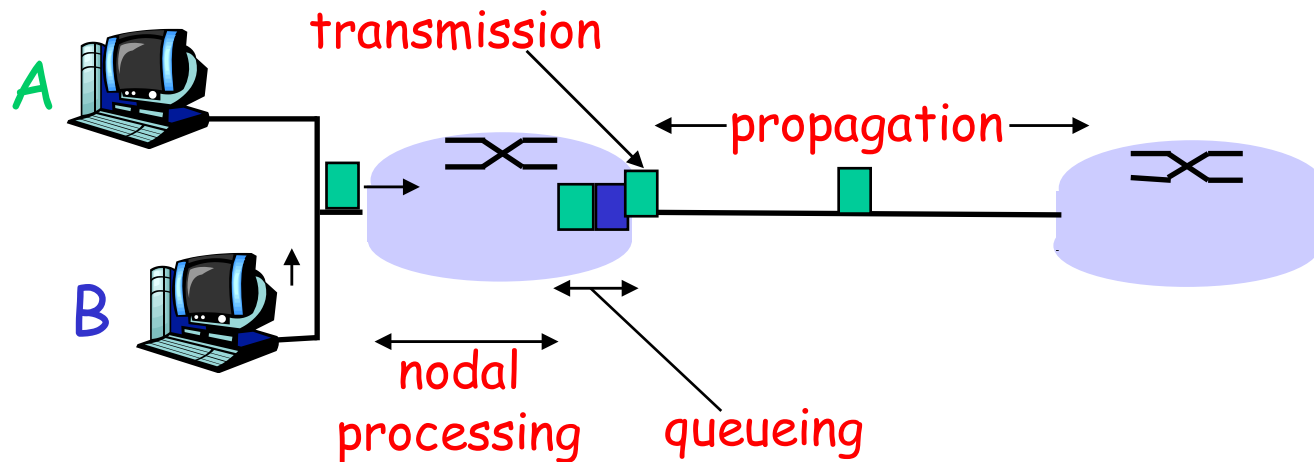 transmission
A
propagation
B
nodal
processing
queueing